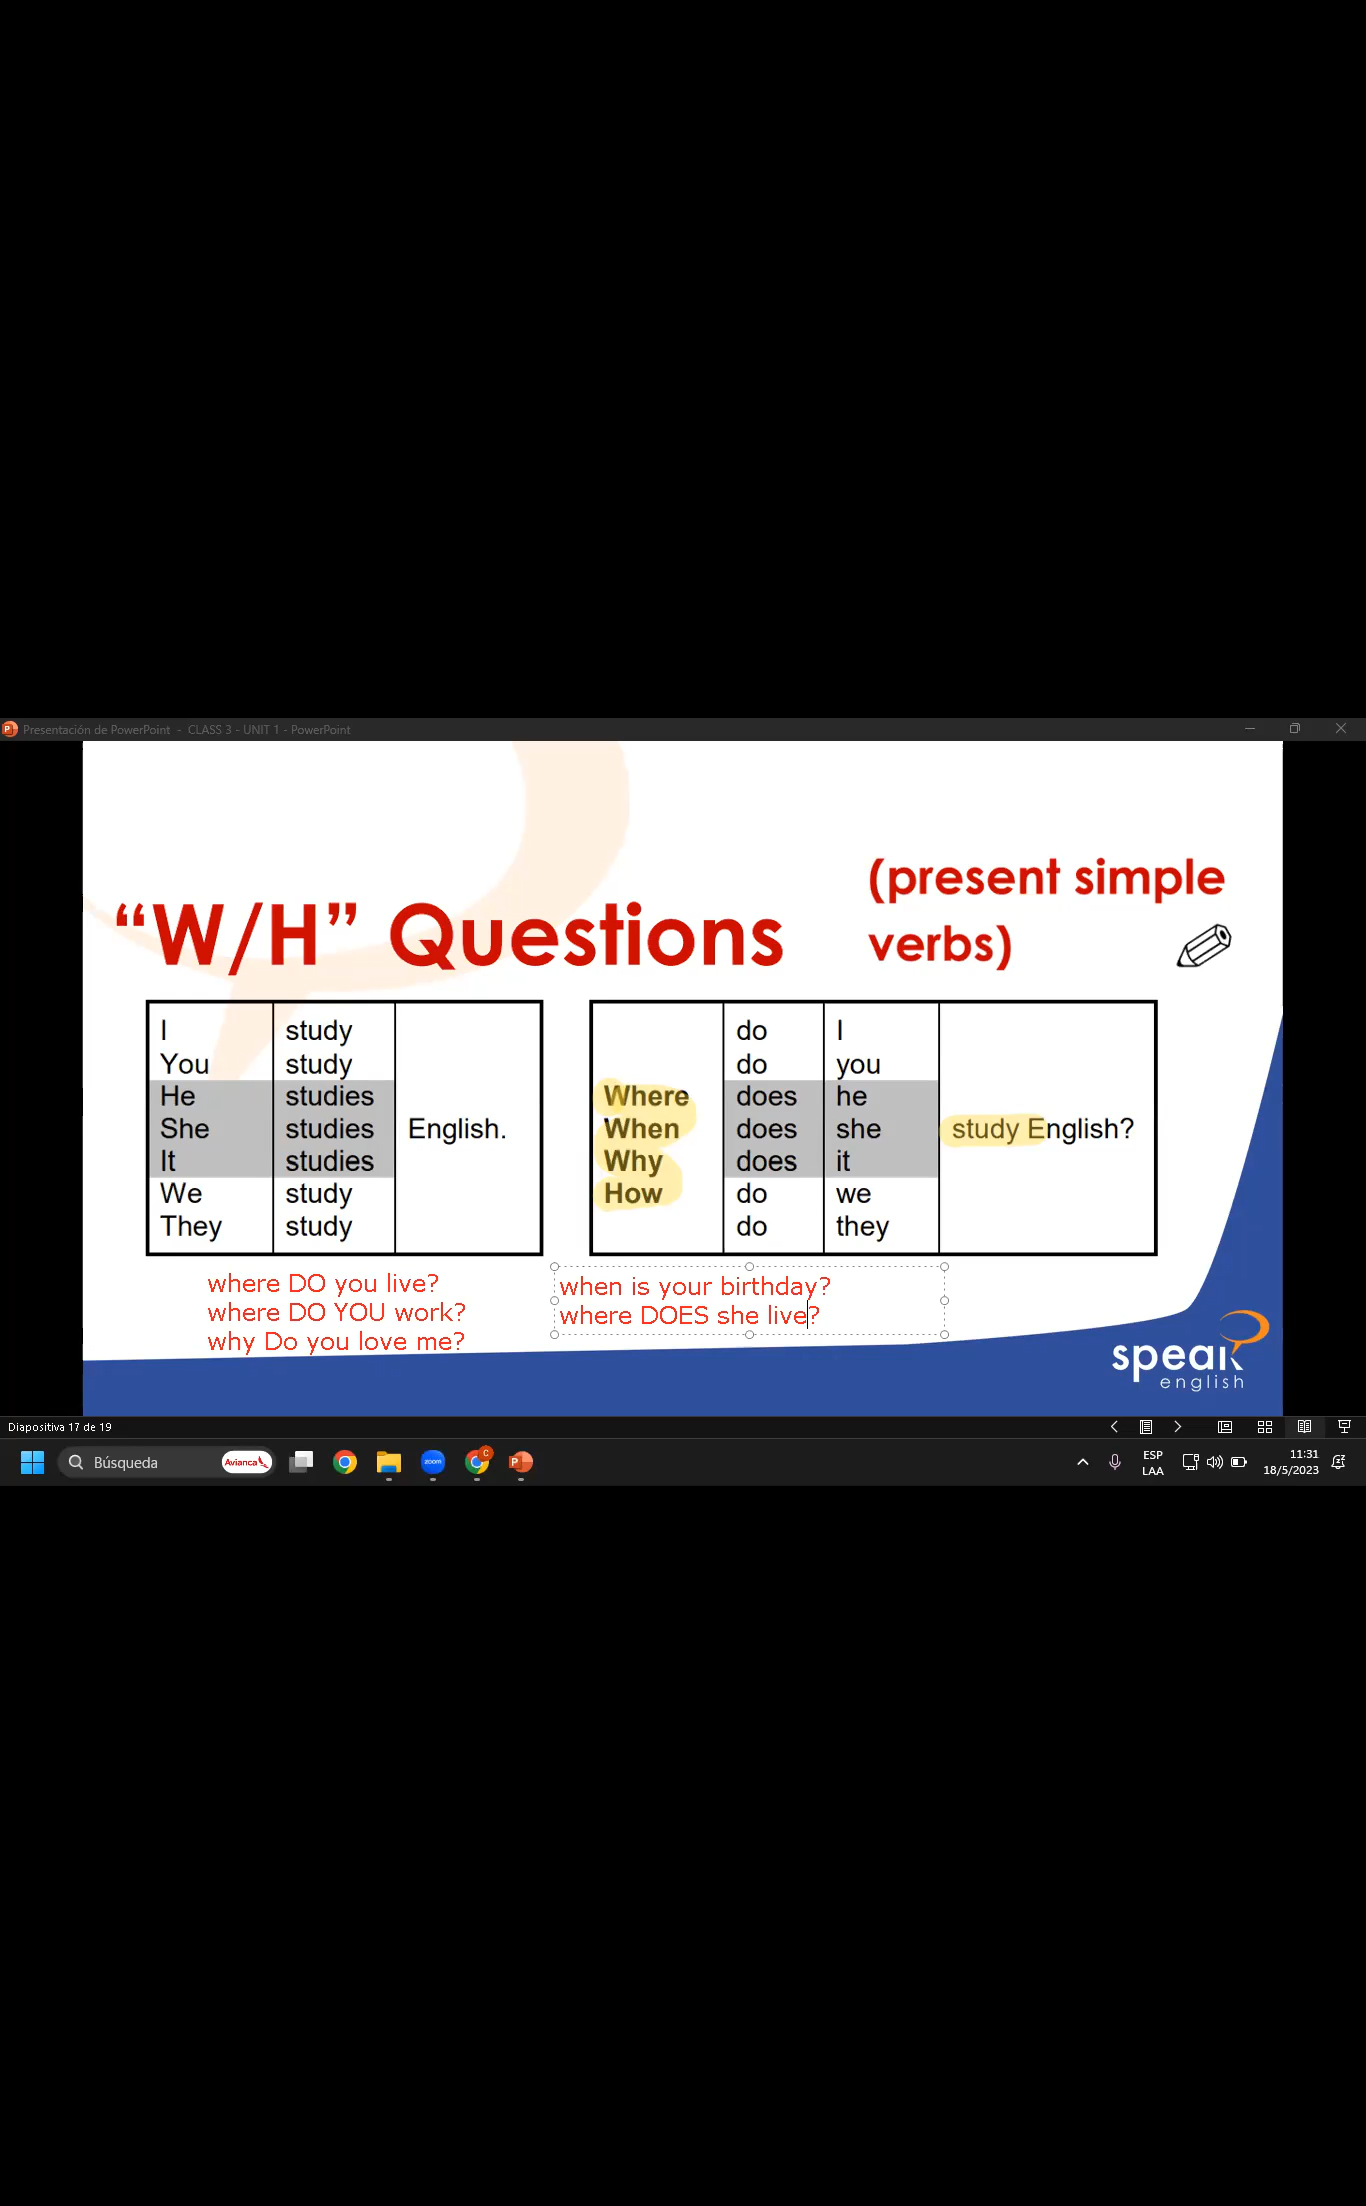 Presentación de PowerPoint - CLASS 3 - UNIT 1 - PowerPoint
(present simple
"W/H" Questions verbs)
I study
You study
He studies
She studies English.
It studies
We study
They study
do I
do you
Where does he
When does she study English?
Why does it
How do we
do they
where DO you live?
where DO YOU work?
why Do you love me?
when is your birthday?
where DOES she live?
speak
english
Diapositiva 17 de 19
Búsqueda
Avianca
zoom
C
ESP
LAA
11:31
18/5/2023